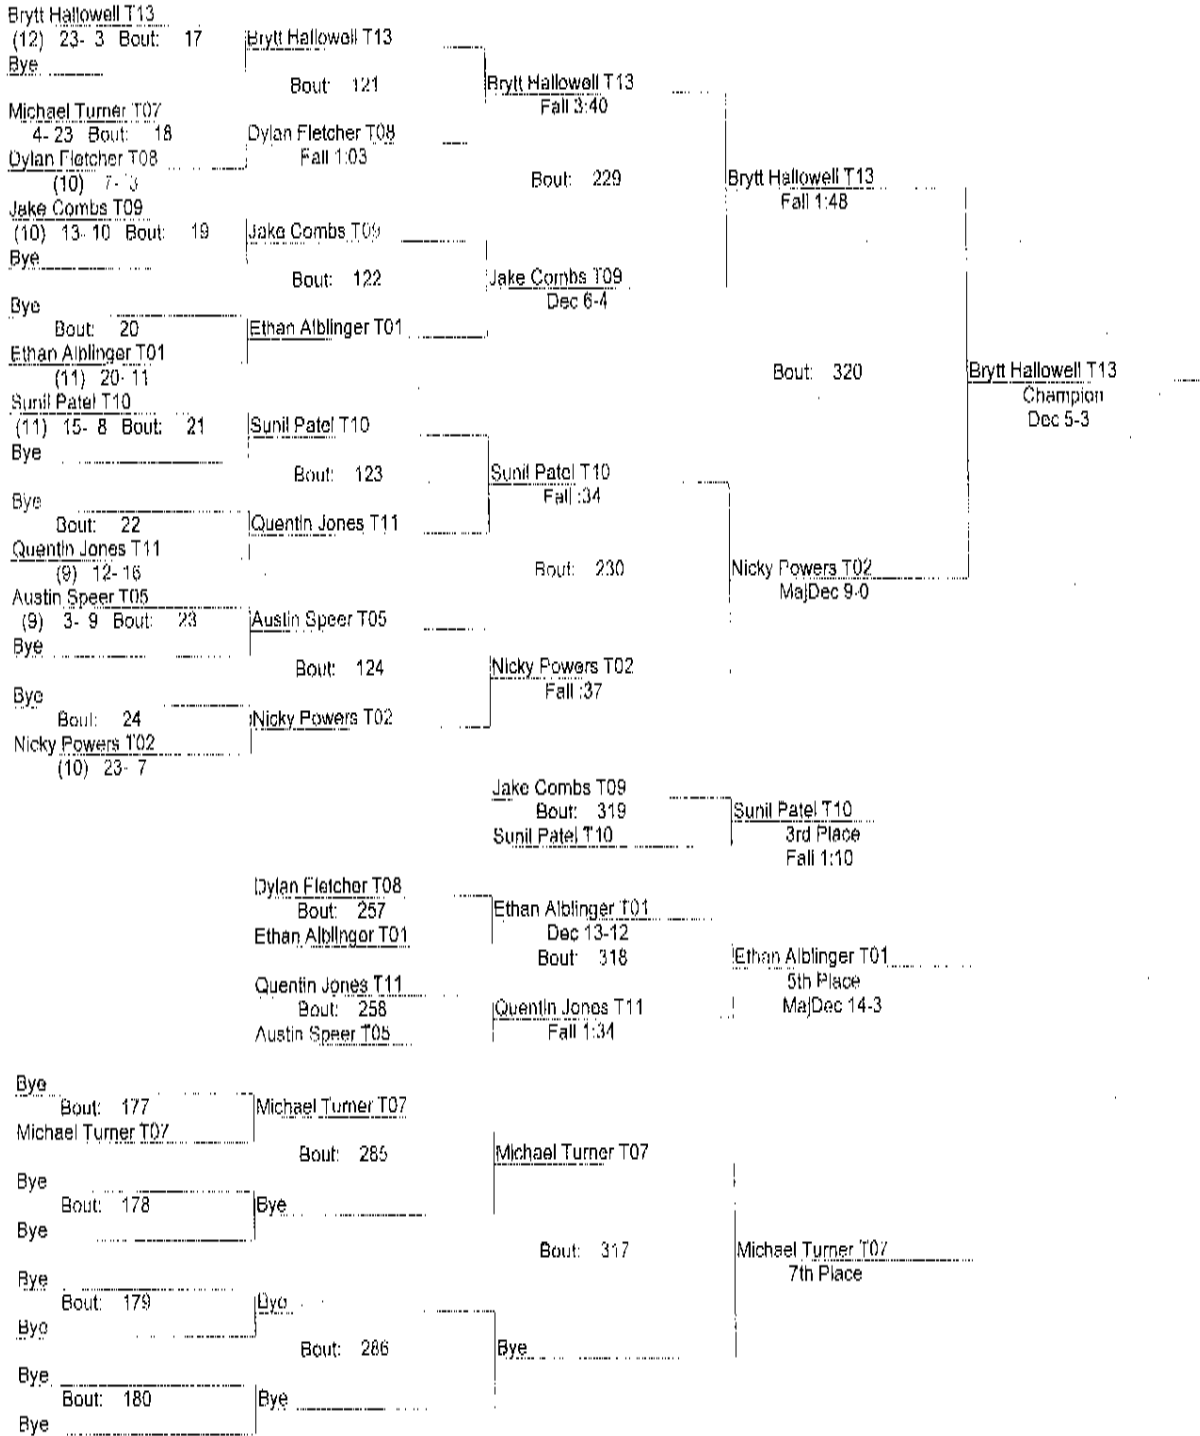 Brytt Hallowell T13
(12) 23- 3 Bout: 17
Bye
Brytt Hallowell T13
Bout: 121
Michael Turner T07
4- 23 Bout: 18
Dylan Fletcher T08
(10)
Dylan Fletcher T08
Fall 1:03
Brytt Hallowell T13
Fall 3:40
Bout: 229
Jake Combs T09
(10) 13- 10 Bout: 19
Bye
Jake Combs T09
Bout: 122
Bye
Bout: 20
Ethan Alblinger T01
(11) 20- 11
Ethan Alblinger T01
Jake Combs T09
Dec 6-4
Brytt Hallowell T13
Fall 1:48
Bout: 320
Sunil Patel T10
(11) 15- 8 Bout: 21
Bye
Sunil Patel T10
Bout: 123
Bye
Bout: 22
Quentin Jones T11
(9) 12- 16
Quentin Jones T11
Sunil Patel T10
Fall :34
Bout: 230
Austin Speer T05
(9) 3- 9 Bout: 23
Bye
Austin Speer T05
Bout: 124
Bye
Bout: 24
Nicky Powers T02
(10) 23- 7
Nicky Powers T02
Nicky Powers T02
Fall :37
Nicky Powers T02
MajDec 9-0
Brytt Hallowell T13
Champion
Dec 5-3
Jake Combs T09
Bout: 319
Sunil Patel T10
Sunil Patel T10
3rd Place
Fall 1:10
Dylan Fletcher T08
Bout: 257
Ethan Alblinger T01
Ethan Alblinger T01
Dec 13-12
Bout: 318
Quentin Jones T11
Bout: 258
Austin Speer T05
Quentin Jones T11
Fall 1:34
Ethan Alblinger T01
5th Place
MajDec 14-3
Bye
Bout: 177
Michael Turner T07
Michael Turner T07
Bout: 285
Bye
Bout: 178
Bye
Bye
Michael Turner T07
Bout: 317
Bye
Bout: 179
Bye
Bye
Bout: 286
Bye
Bout: 180
Bye
Bye
Bye
Michael Turner T07
7th Place